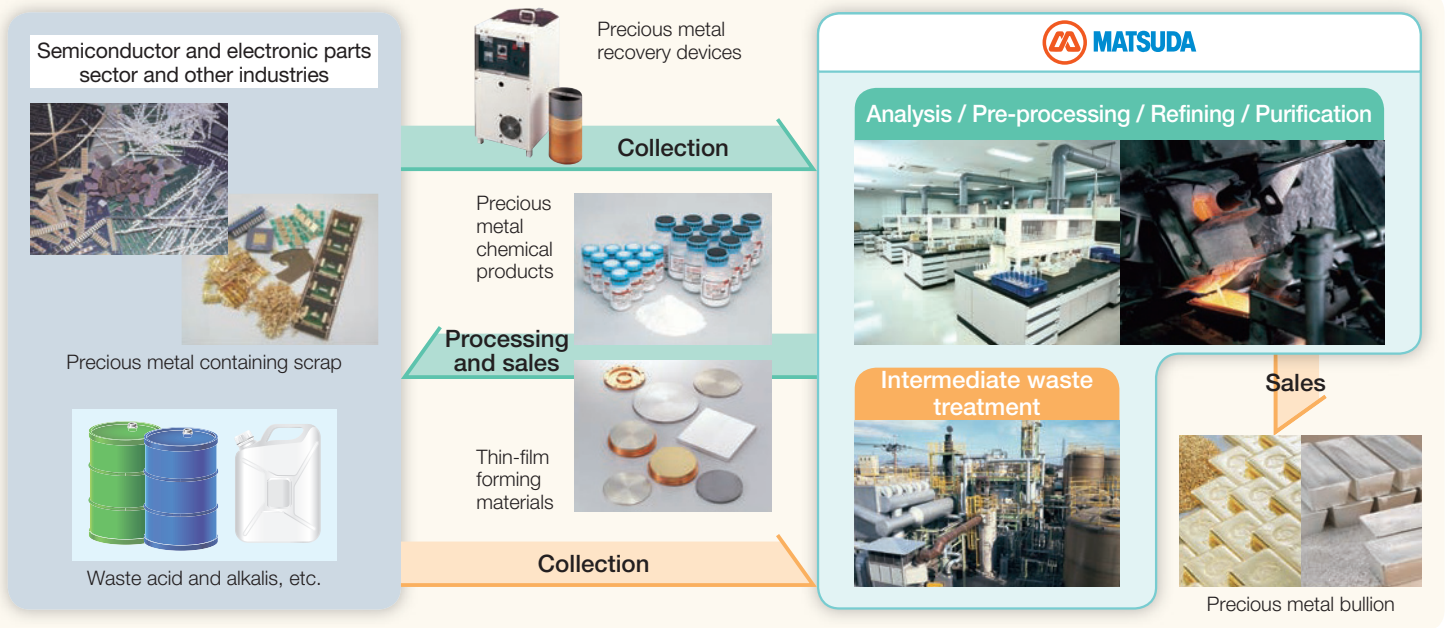 Semiconductor and electronic parts
sector and other industries
Precious metal containing scrap
Waste acid and alkalis, etc.
Precious metal
recovery devices
Collection
Precious
metal
chemical
products
Processing
and sales
Thin-film
forming
materials
Collection
MATSUDA
Analysis / Pre-processing / Refining / Purification
Intermediate waste
treatment
Sales
Precious metal bullion